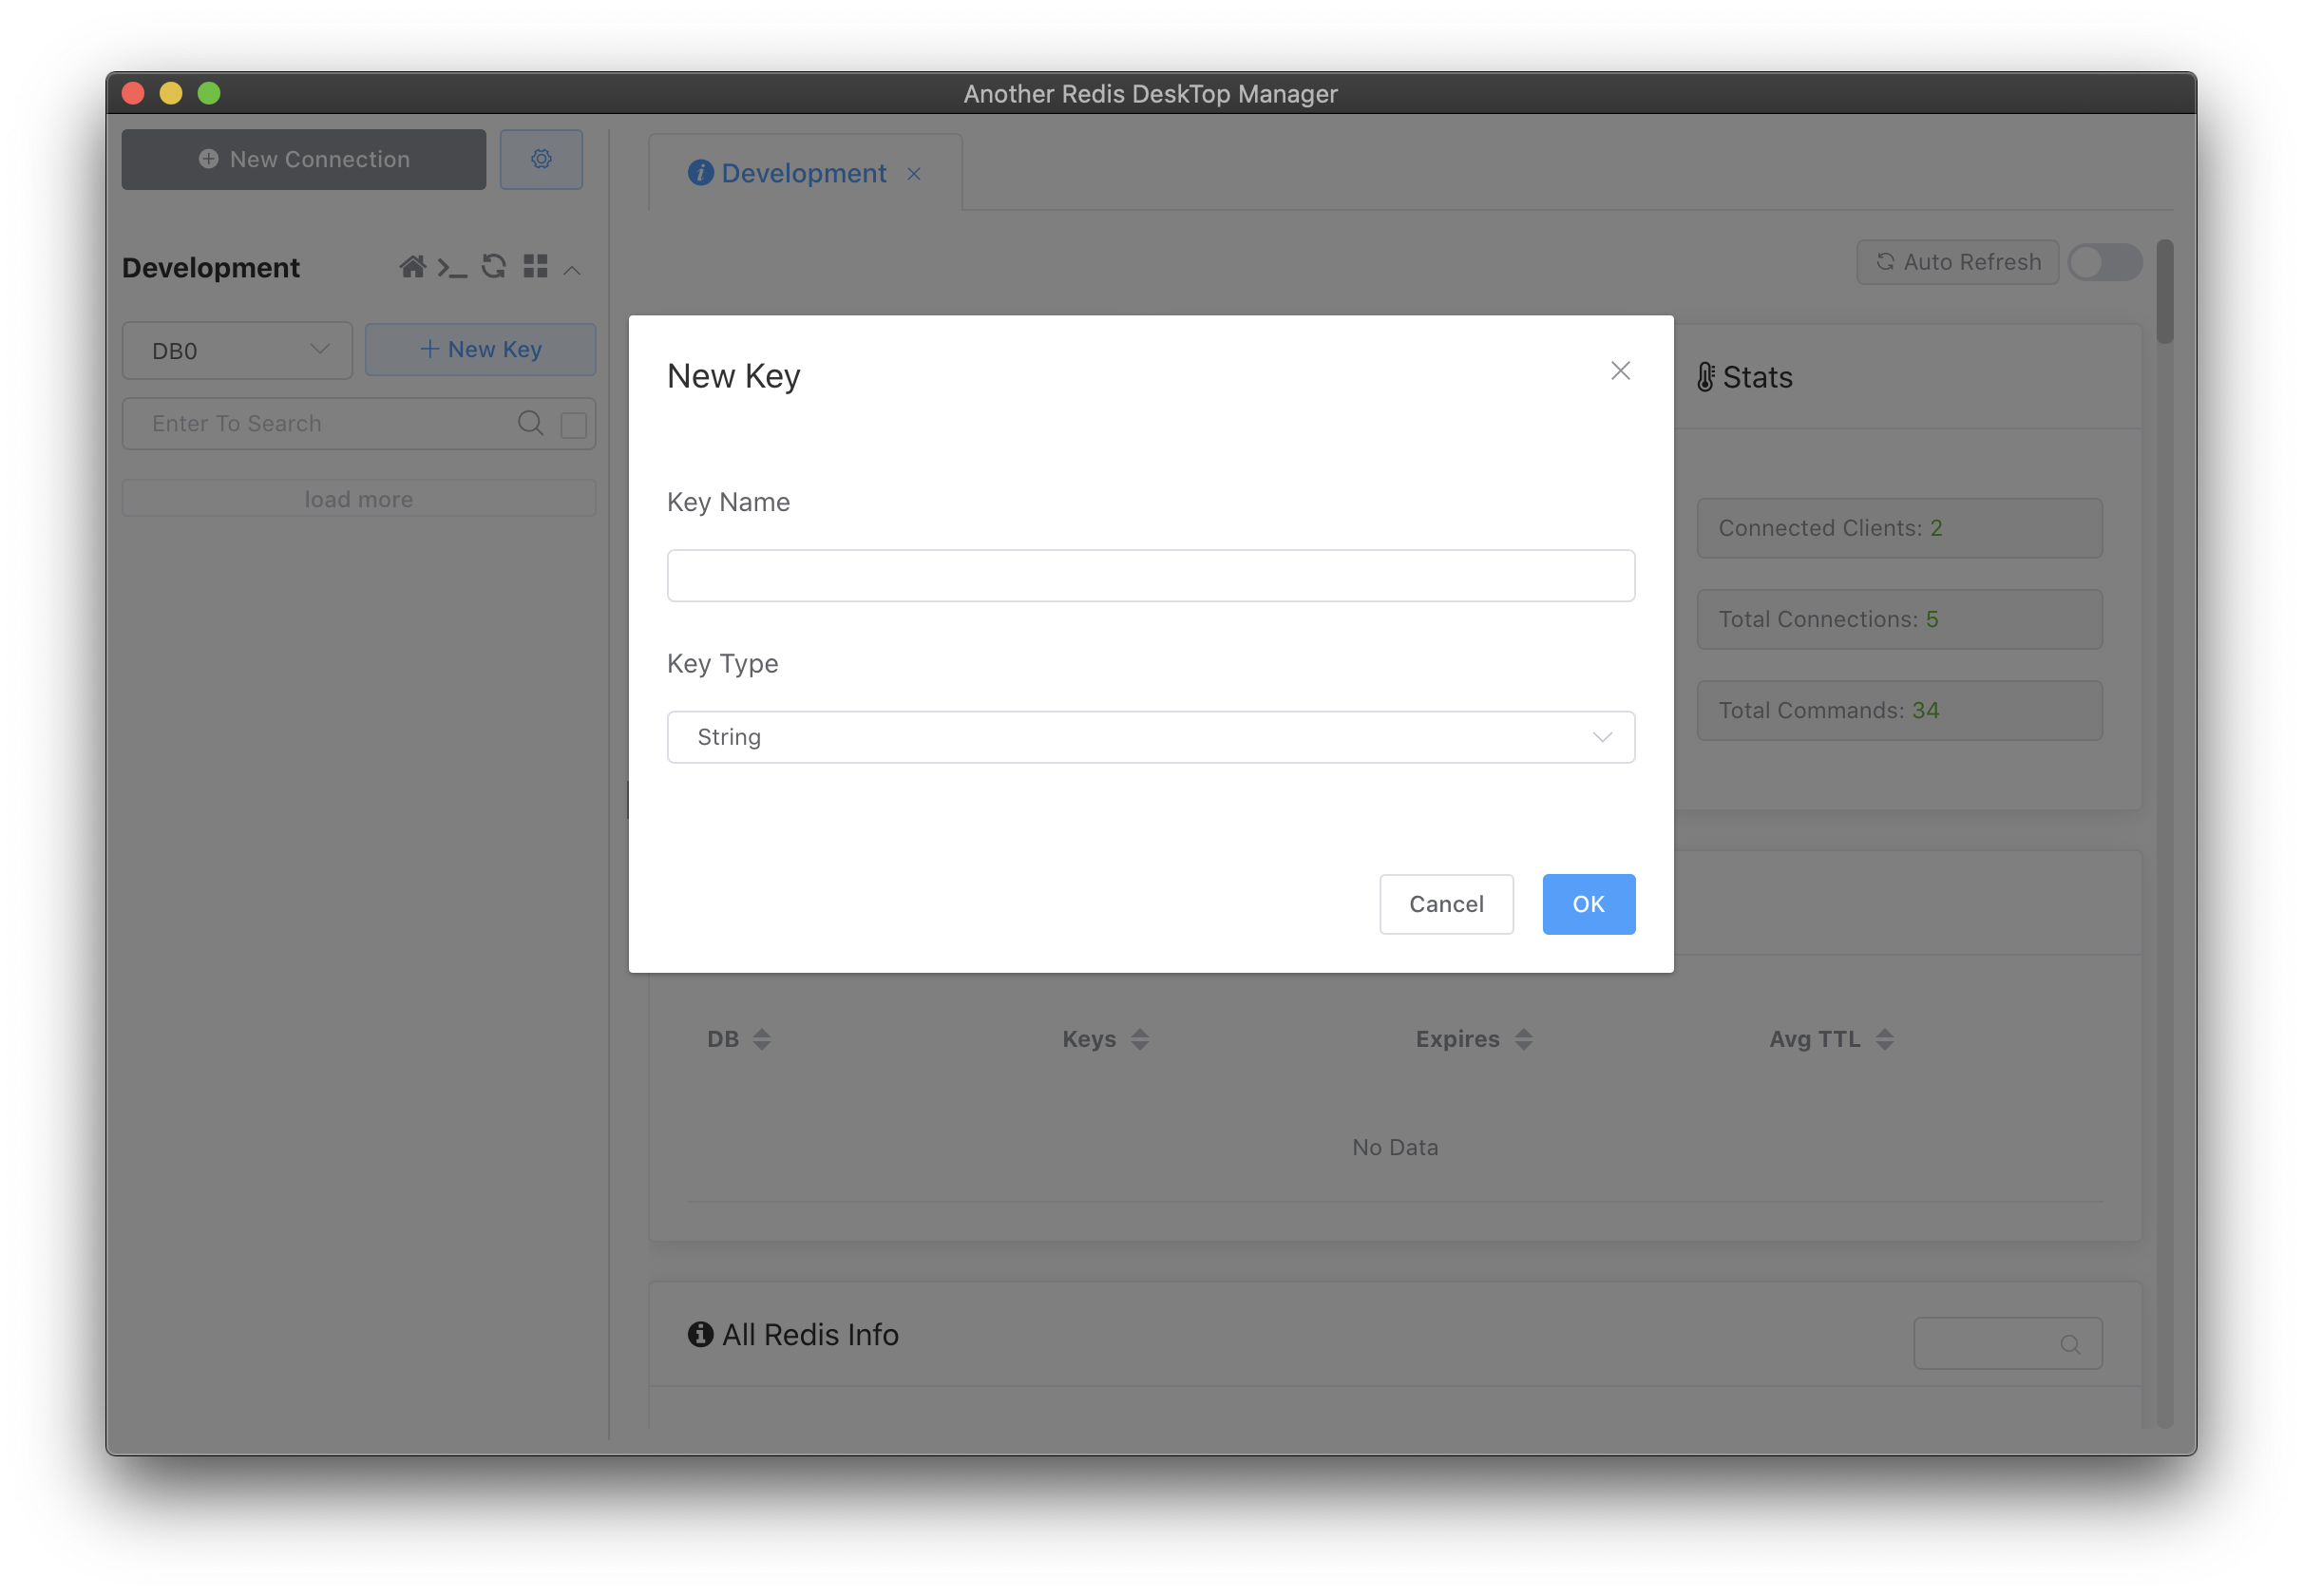 Another Redis DeskTop Manager
New Connection
Development
Development
Auto Refresh
DB0
New Key
Enter To Search
load more
New Key
Key Name
Key Type
String
Cancel
OK
Stats
Connected Clients: 2
Total Connections: 5
Total Commands: 34
DB Keys Expires Avg TTL
No Data
All Redis Info